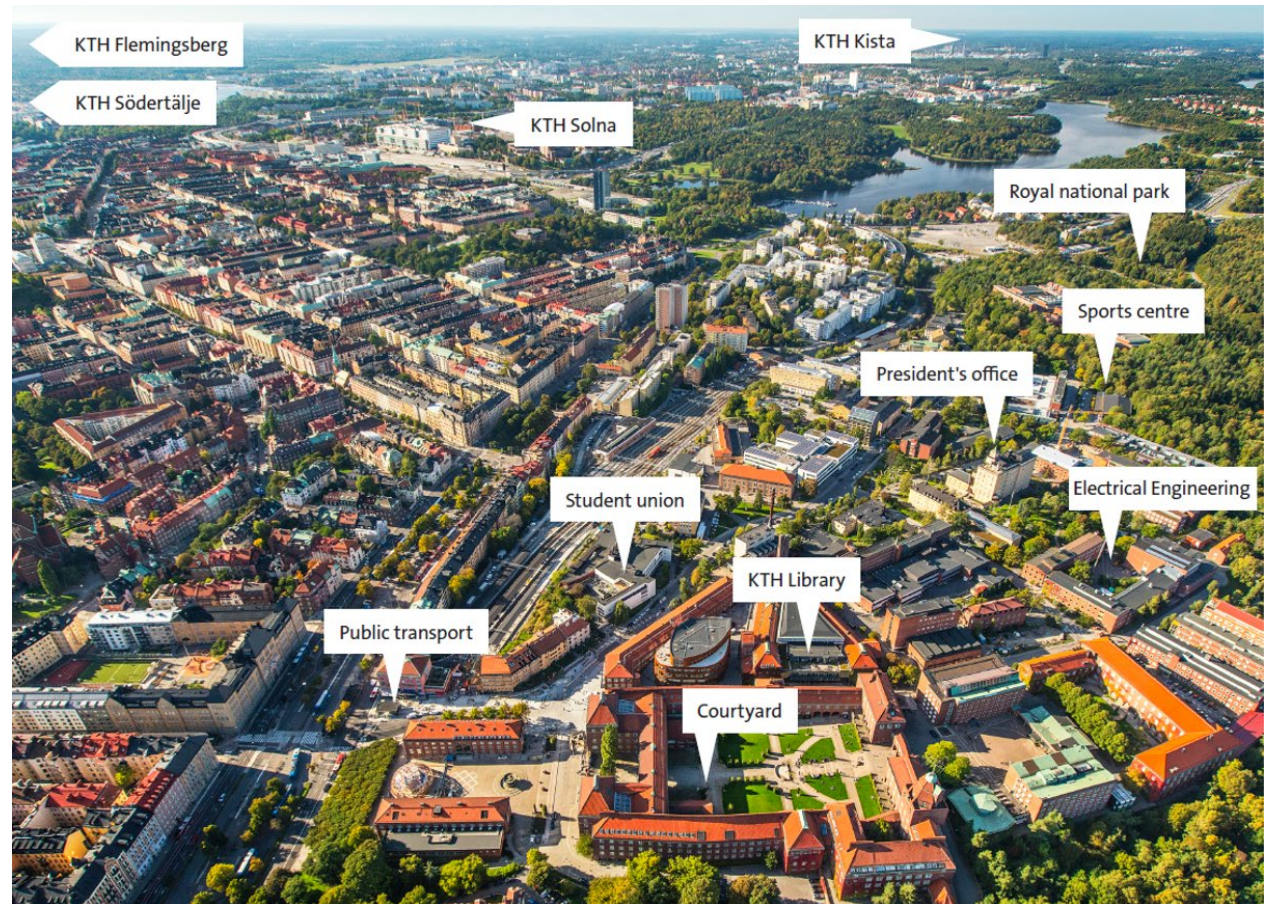 KTH Flemingsberg
KTH Kista
KTH Södertälje
KTH Solna
Royal national park
Sports centre
President's office
Electrical Engineering
Student union
KTH Library
Public transport
Courtyard